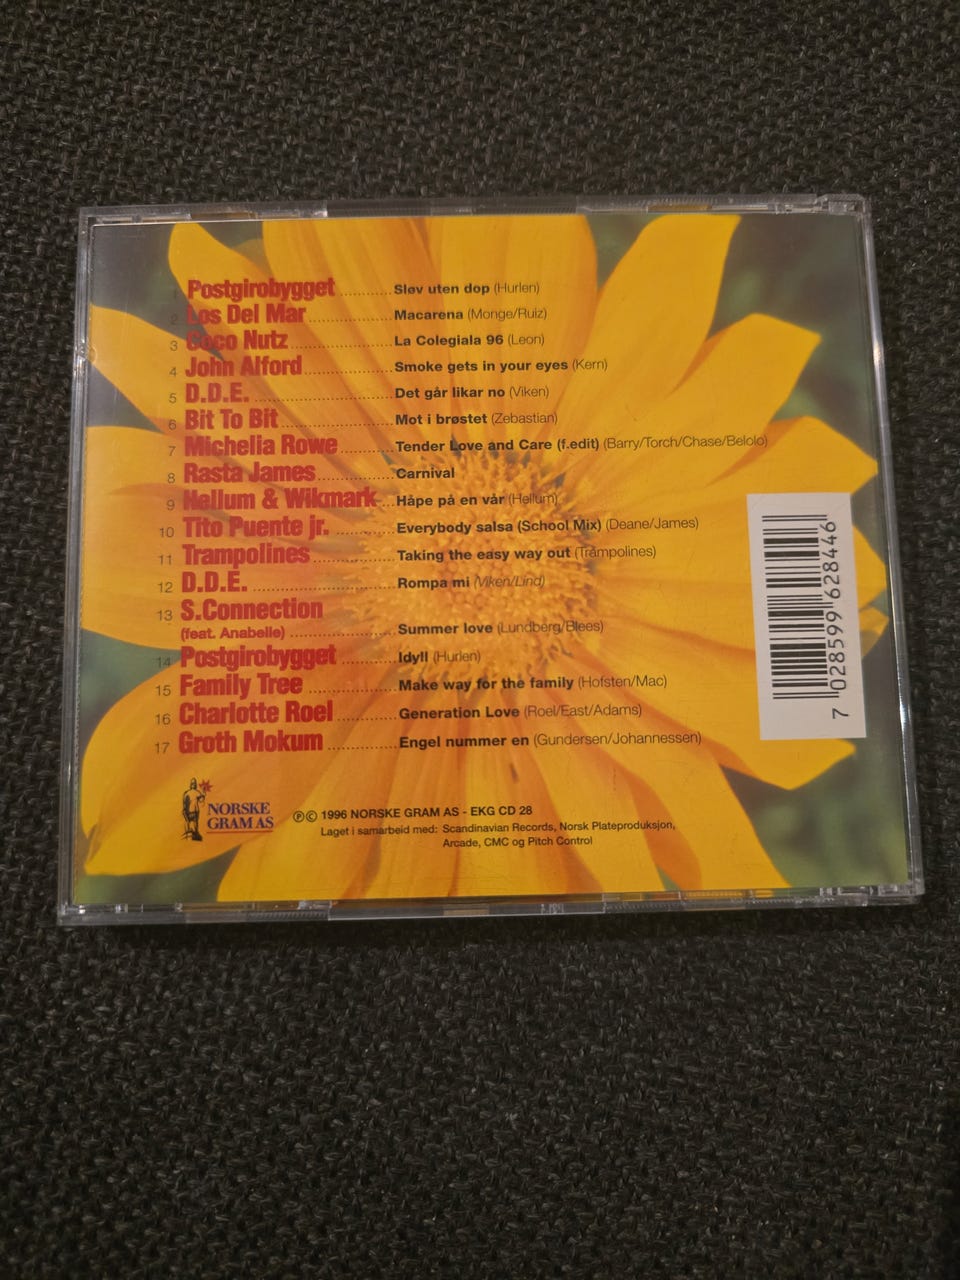 1 Postgirobygget ............ Sløv uten dop (Hurlen)
2 Los Del Mar .................... Macarena (Monge/Ruiz)
3 Coco Nutz ........................ La Colegiala 96 (Leon)
4 John Alford ..................... Smoke gets in your eyes (Kern)
5 D.D.E. ................................ Det går likar no (Viken)
6 Bit To Bit ........................... Mot i brøstet (Zebastian)
7 Michelia Rowe ............. Tender Love and Care (f.edit) (Barry/Torch/Chase/Belolo)
8 Rasta James ................... Carnival
9 Hellum & Wikmark ... Håpe på en vår (Hellum)
10 Tito Puente jr. ............... Everybody salsa (School Mix) (Deane/James)
11 Trampolines .................... Taking the easy way out (Trampolines)
12 D.D.E. ................................ Rompa mi (Viken/Lind)
13 S.Connection
(feat. Anabelle) ......................... Summer love (Lundberg/Blees)
14 Postgirobygget ............. Idyll (Hurlen)
15 Family Tree ..................... Make way for the family (Hofsten/Mac)
16 Charlotte Roel .............. Generation Love (Roel/East/Adams)
17 Groth Mokum ................ Engel nummer en (Gundersen/Johannessen)
NORSKE
GRAM AS
℗© 1996 NORSKE GRAM AS - EKG CD 28
Laget i samarbeid med: Scandinavian Records, Norsk Plateproduksjon,
Arcade, CMC og Pitch Control
7 028599 628446